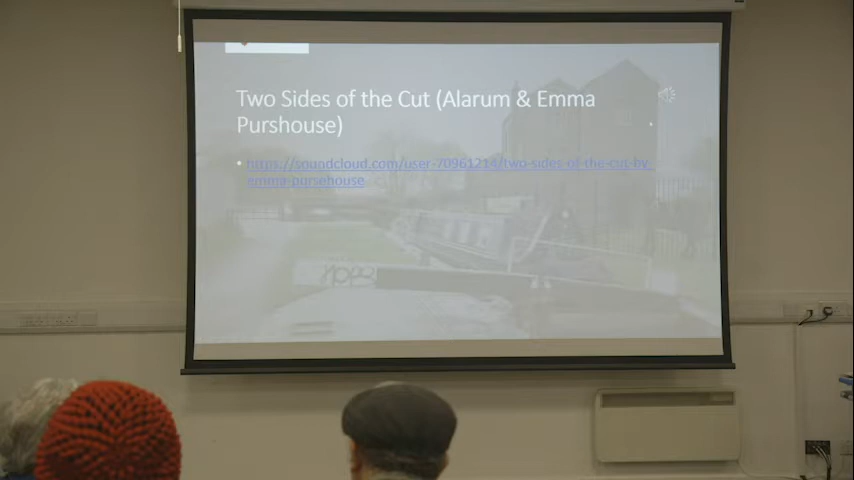 Two Sides of the Cut (Alarum & Emma
Purshouse)
• https://soundcloud.com/user-70961214/two-sides-of-the-cut-by-
emma-pursehouse